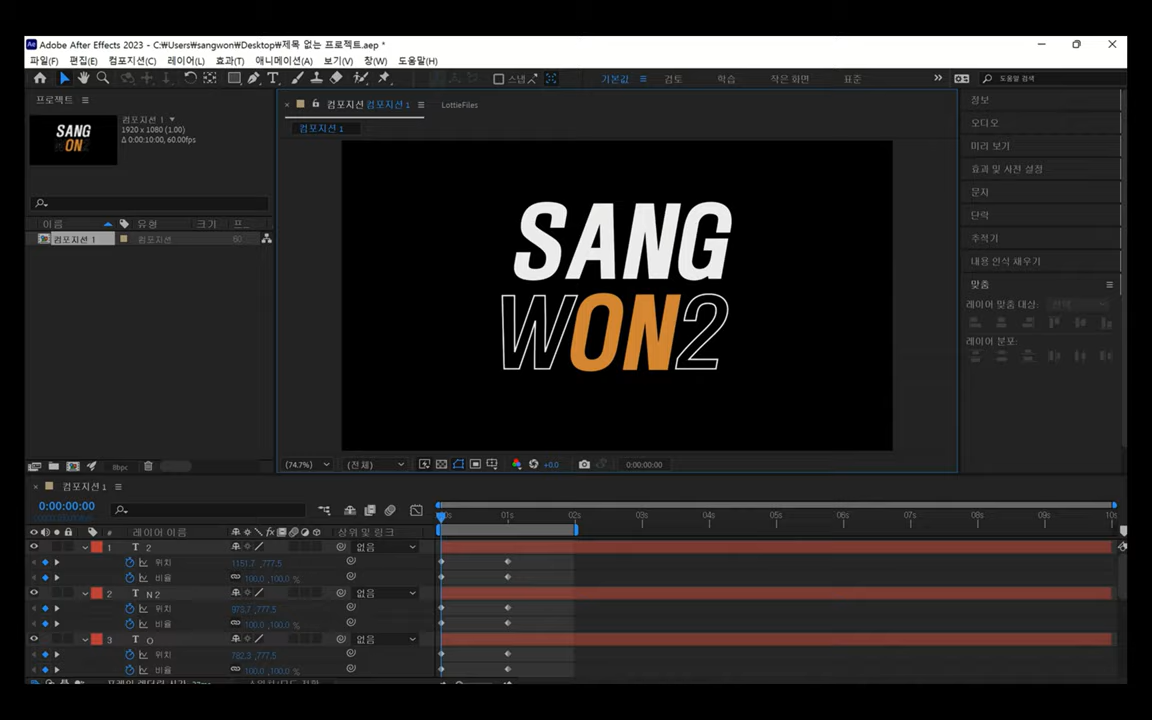 Adobe After Effects 2023 - C:₩Users₩sangwon₩Desktop₩제목 없는 프로젝트.aep *
파일(F) 편집(E) 컴포지션(C) 레이어(L) 효과(T) 애니메이션(A) 보기(V) 창(W) 도움말(H)
스냅 기본값 검토 학습 작은 화면 표준 도움말 검색
프로젝트
컴포지션 1
1920 x 1080 (1.00)
Δ 0:00:10:00, 60.00fps
SANG
ON
이름 유형 크기 프...
컴포지션 1 컴포지션 60
8bpc
컴포지션 컴포지션 1 LottieFiles
컴포지션 1
SANG
WON2
(74.7%) (전체) +0.0 0:00:00:00
정보
오디오
미리 보기
효과 및 사전 설정
문자
단락
추적기
내용 인식 채우기
맞춤
레이어 맞춤 대상:
레이어 분포:
컴포지션 1
0:00:00:00
# 레이어 이름 상위 및 링크
0s 01s 02s 03s 04s 05s 06s 07s 08s 09s 10s
1 T 2 없음
위치 1151.7, 777.5
비율 100.0, 100.0 %
2 T N 2 없음
위치 973.7, 777.5
비율 100.0, 100.0 %
3 T O 없음
위치 782.3, 777.5
비율 100.0, 100.0 %